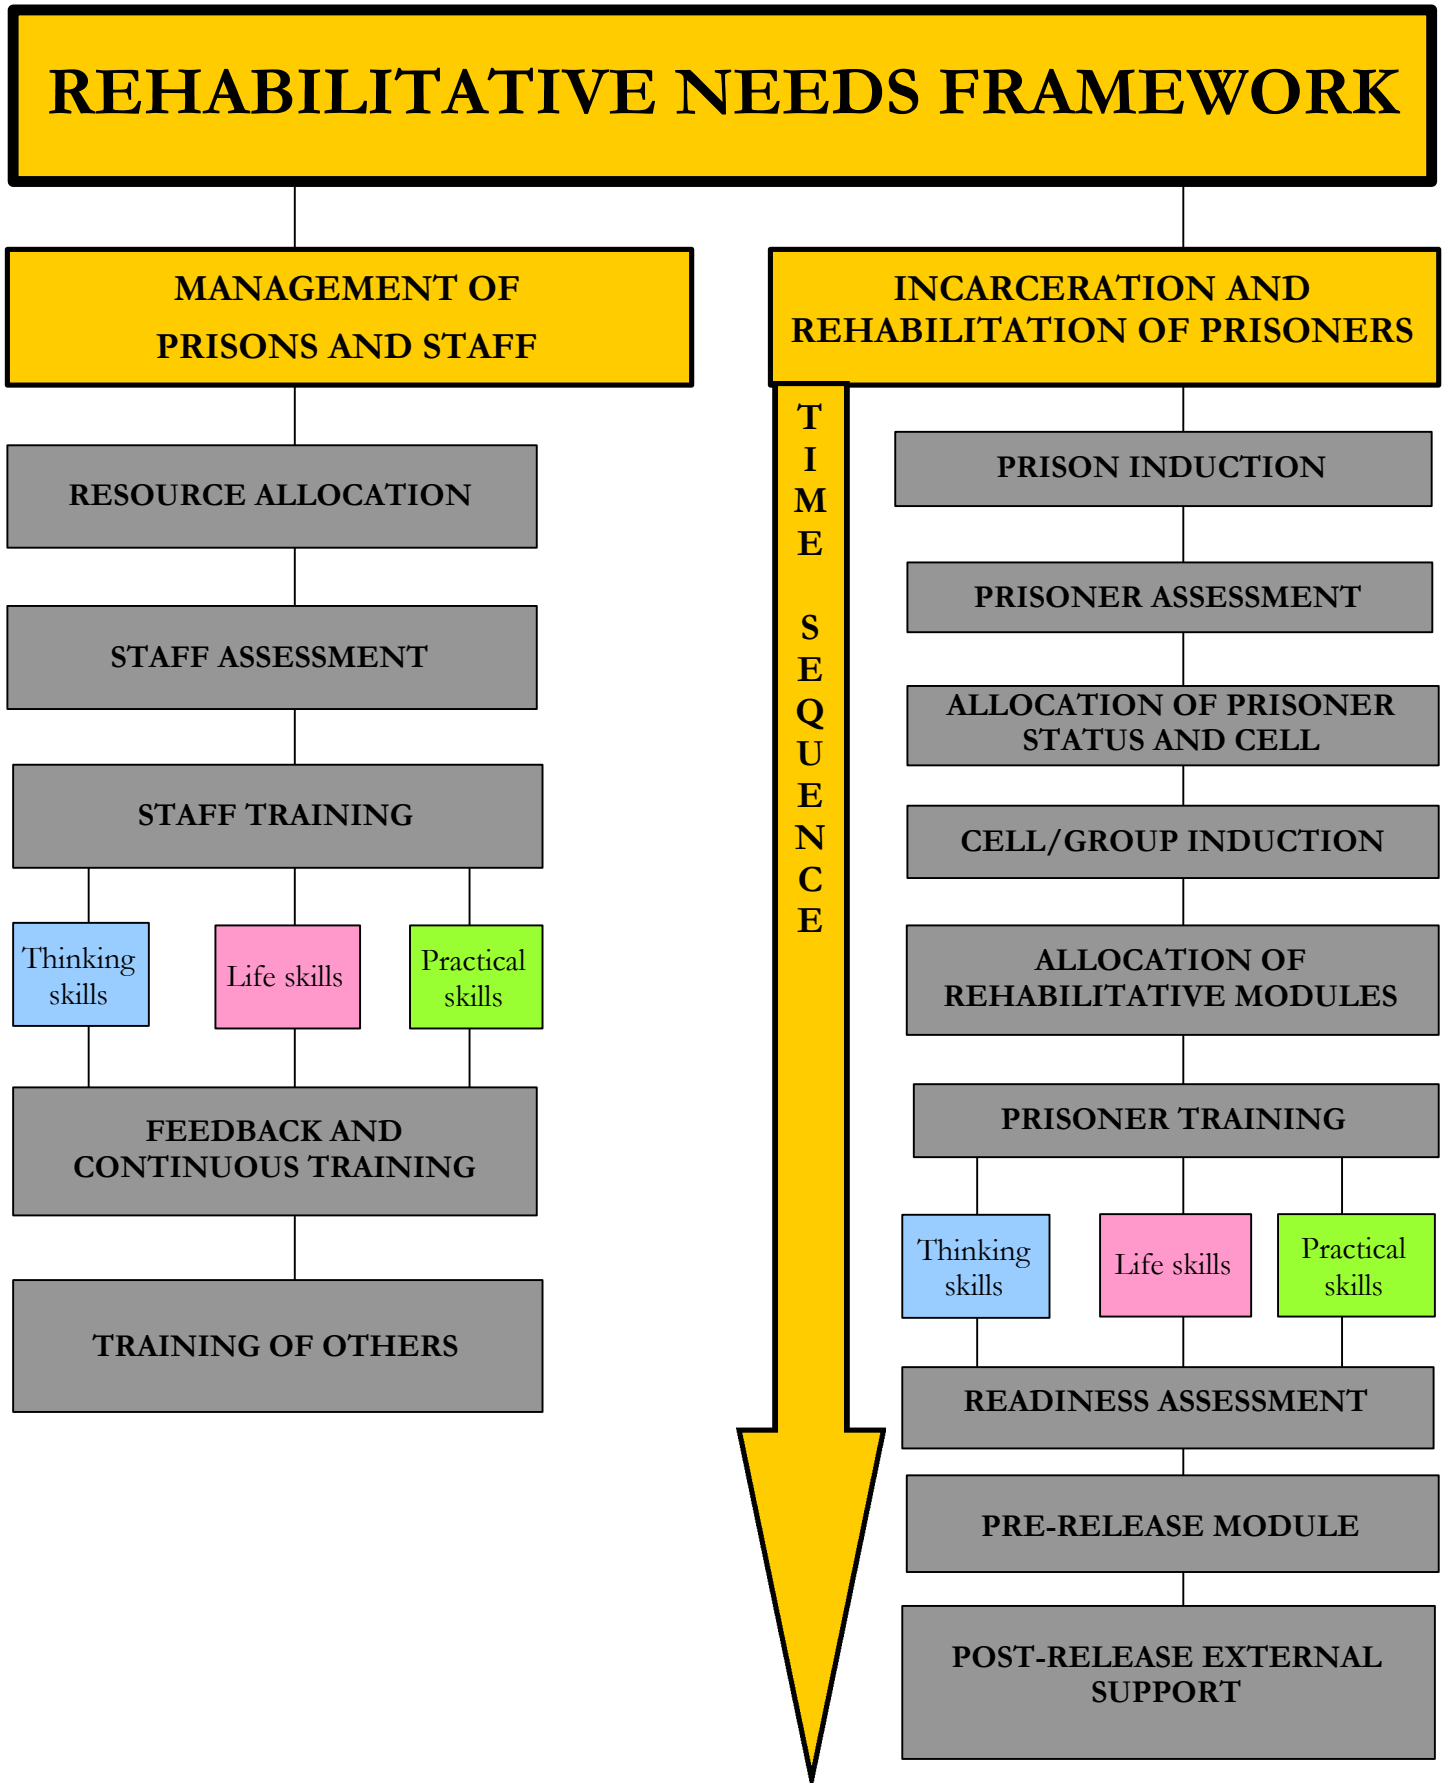 REHABILITATIVE NEEDS FRAMEWORK
MANAGEMENT OF
PRISONS AND STAFF
RESOURCE ALLOCATION
STAFF ASSESSMENT
STAFF TRAINING
Thinking
skills
Life skills
Practical
skills
FEEDBACK AND
CONTINUOUS TRAINING
TRAINING OF OTHERS
INCARCERATION AND
REHABILITATION OF PRISONERS
TIME SEQUENCE
PRISON INDUCTION
PRISONER ASSESSMENT
ALLOCATION OF PRISONER
STATUS AND CELL
CELL/GROUP INDUCTION
ALLOCATION OF
REHABILITATIVE MODULES
PRISONER TRAINING
Thinking
skills
Life skills
Practical
skills
READINESS ASSESSMENT
PRE-RELEASE MODULE
POST-RELEASE EXTERNAL
SUPPORT